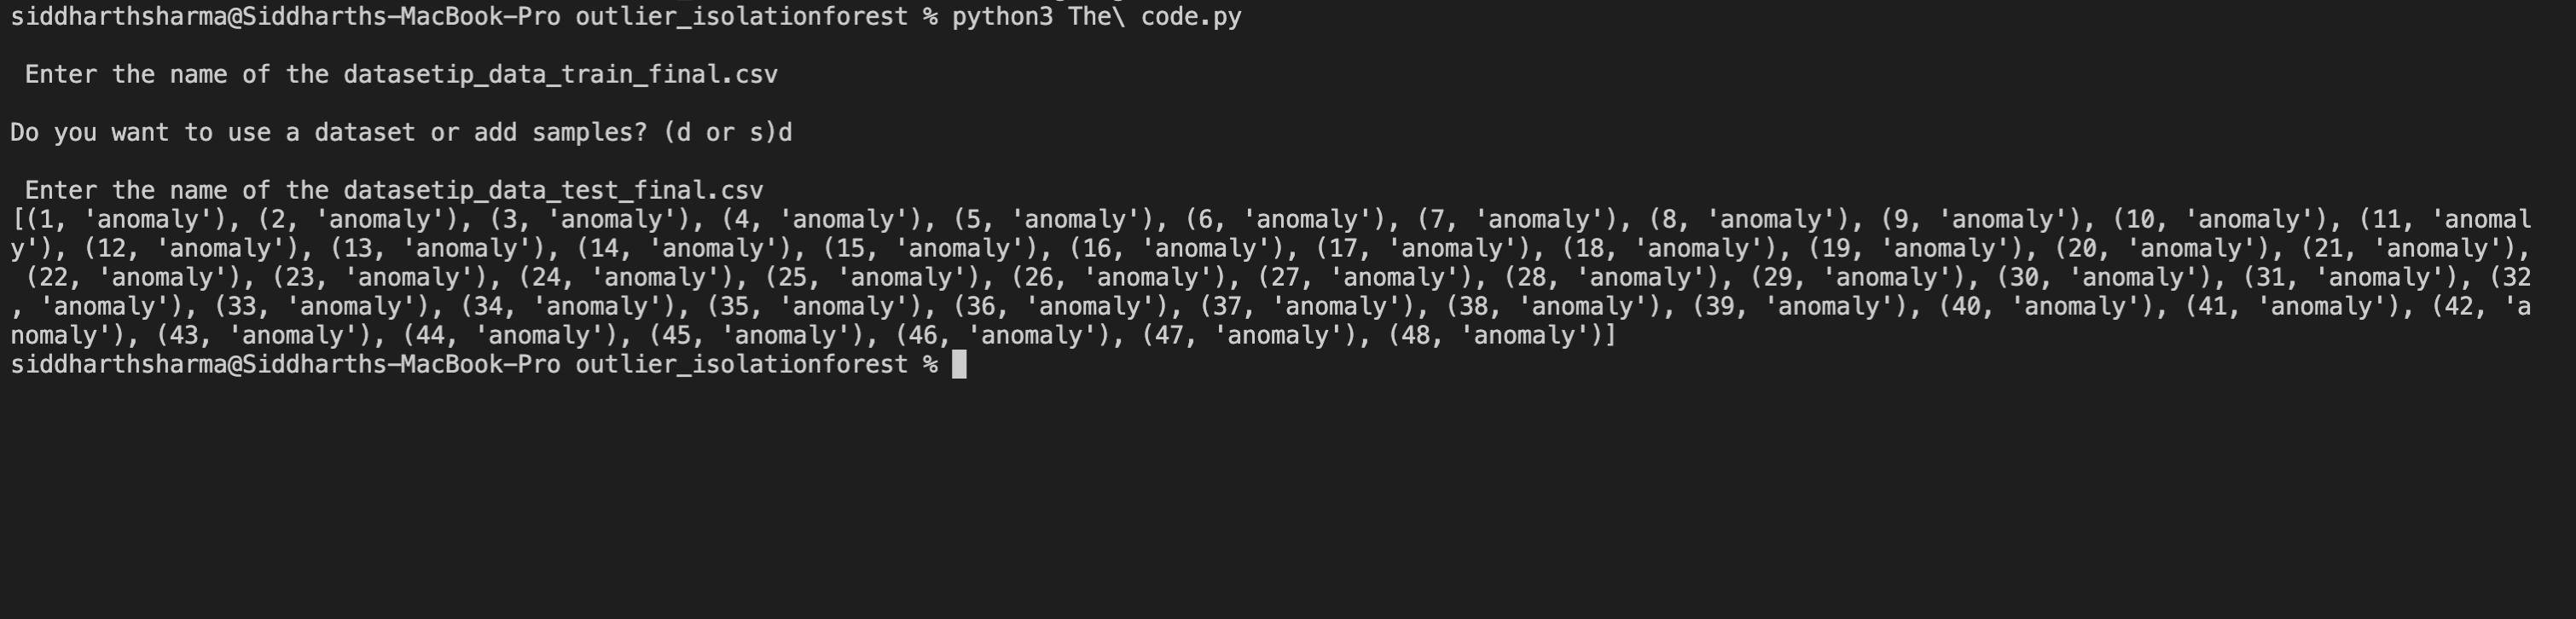 siddharthsharma@Siddharths-MacBook-Pro outlier_isolationforest % python3 The\ code.py
Enter the name of the datasetip_data_train_final.csv
Do you want to use a dataset or add samples? (d or s)d
Enter the name of the datasetip_data_test_final.csv
[(1, 'anomaly'), (2, 'anomaly'), (3, 'anomaly'), (4, 'anomaly'), (5, 'anomaly'), (6, 'anomaly'), (7, 'anomaly'), (8, 'anomaly'), (9, 'anomaly'), (10, 'anomaly'), (11, 'anomal
y'), (12, 'anomaly'), (13, 'anomaly'), (14, 'anomaly'), (15, 'anomaly'), (16, 'anomaly'), (17, 'anomaly'), (18, 'anomaly'), (19, 'anomaly'), (20, 'anomaly'), (21, 'anomaly'),
(22, 'anomaly'), (23, 'anomaly'), (24, 'anomaly'), (25, 'anomaly'), (26, 'anomaly'), (27, 'anomaly'), (28, 'anomaly'), (29, 'anomaly'), (30, 'anomaly'), (31, 'anomaly'), (32
, 'anomaly'), (33, 'anomaly'), (34, 'anomaly'), (35, 'anomaly'), (36, 'anomaly'), (37, 'anomaly'), (38, 'anomaly'), (39, 'anomaly'), (40, 'anomaly'), (41, 'anomaly'), (42, 'a
nomaly'), (43, 'anomaly'), (44, 'anomaly'), (45, 'anomaly'), (46, 'anomaly'), (47, 'anomaly'), (48, 'anomaly')]
siddharthsharma@Siddharths-MacBook-Pro outlier_isolationforest %